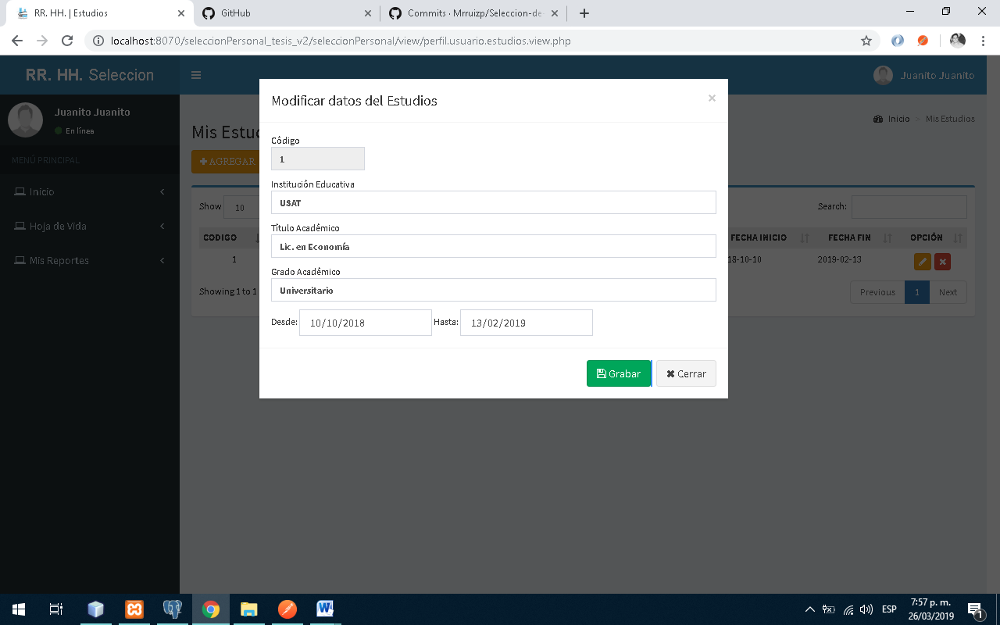 RR. HH. | Estudios
GitHub
Commits · Mrruizp/Seleccion-de
localhost:8070/seleccionPersonal_tesis_v2/seleccionPersonal/view/perfil.usuario.estudios.view.php
RR. HH. Seleccion
Juanito Juanito
Juanito Juanito
En línea
MENÚ PRINCIPAL
Inicio
Hoja de Vida
Mis Reportes
Inicio > Mis Estudios
Mis Estu
AGREGAR
Show 10
Search:
CODIGO
FECHA INICIO
FECHA FIN
OPCIÓN
1
18-10-10
2019-02-13
Showing 1 to 1
Previous 1 Next
Modificar datos del Estudios
×
Código
1
Institución Educativa
USAT
Título Académico
Lic. en Economía
Grado Académico
Universitario
Desde: 10/10/2018 Hasta: 13/02/2019
Grabar
Cerrar
ESP
7:57 p. m.
26/03/2019
1